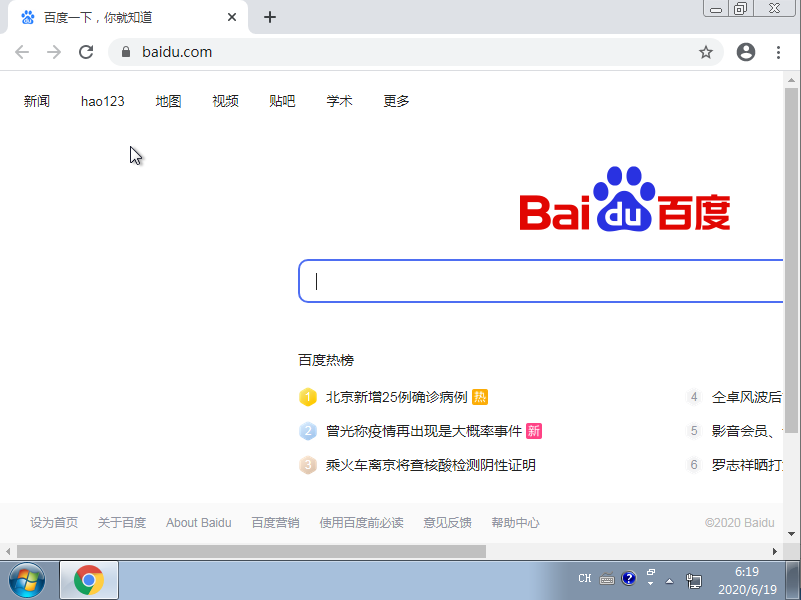 百度一下，你就知道
baidu.com
新闻 hao123 地图 视频 贴吧 学术 更多
Bai du 百度
百度热榜
1 北京新增25例确诊病例 热
4 仝卓风波后
2 曾光称疫情再出现是大概率事件 新
5 影音会员、
3 乘火车离京将查核酸检测阴性证明
6 罗志祥晒打
设为首页 关于百度 About Baidu 百度营销 使用百度前必读 意见反馈 帮助中心 ©2020 Baidu
CH
6:19
2020/6/19